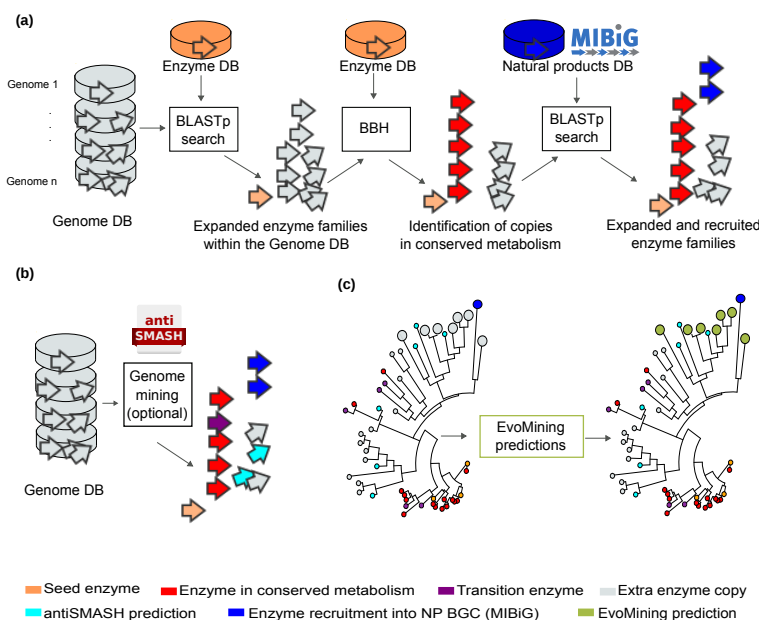 (a)
Enzyme DB
Enzyme DB
MIBiG
Natural products DB
Genome 1
.
.
.
Genome n
BLASTp
search
BBH
BLASTp
search
Genome DB
Expanded enzyme families
within the Genome DB
Identification of copies
in conserved metabolism
Expanded and recruited
enzyme families
(b)
anti
SMASH
Genome
mining
(optional)
Genome DB
(c)
EvoMining
predictions
Seed enzyme
Enzyme in conserved metabolism
Transition enzyme
Extra enzyme copy
antiSMASH prediction
Enzyme recruitment into NP BGC (MIBiG)
EvoMining prediction